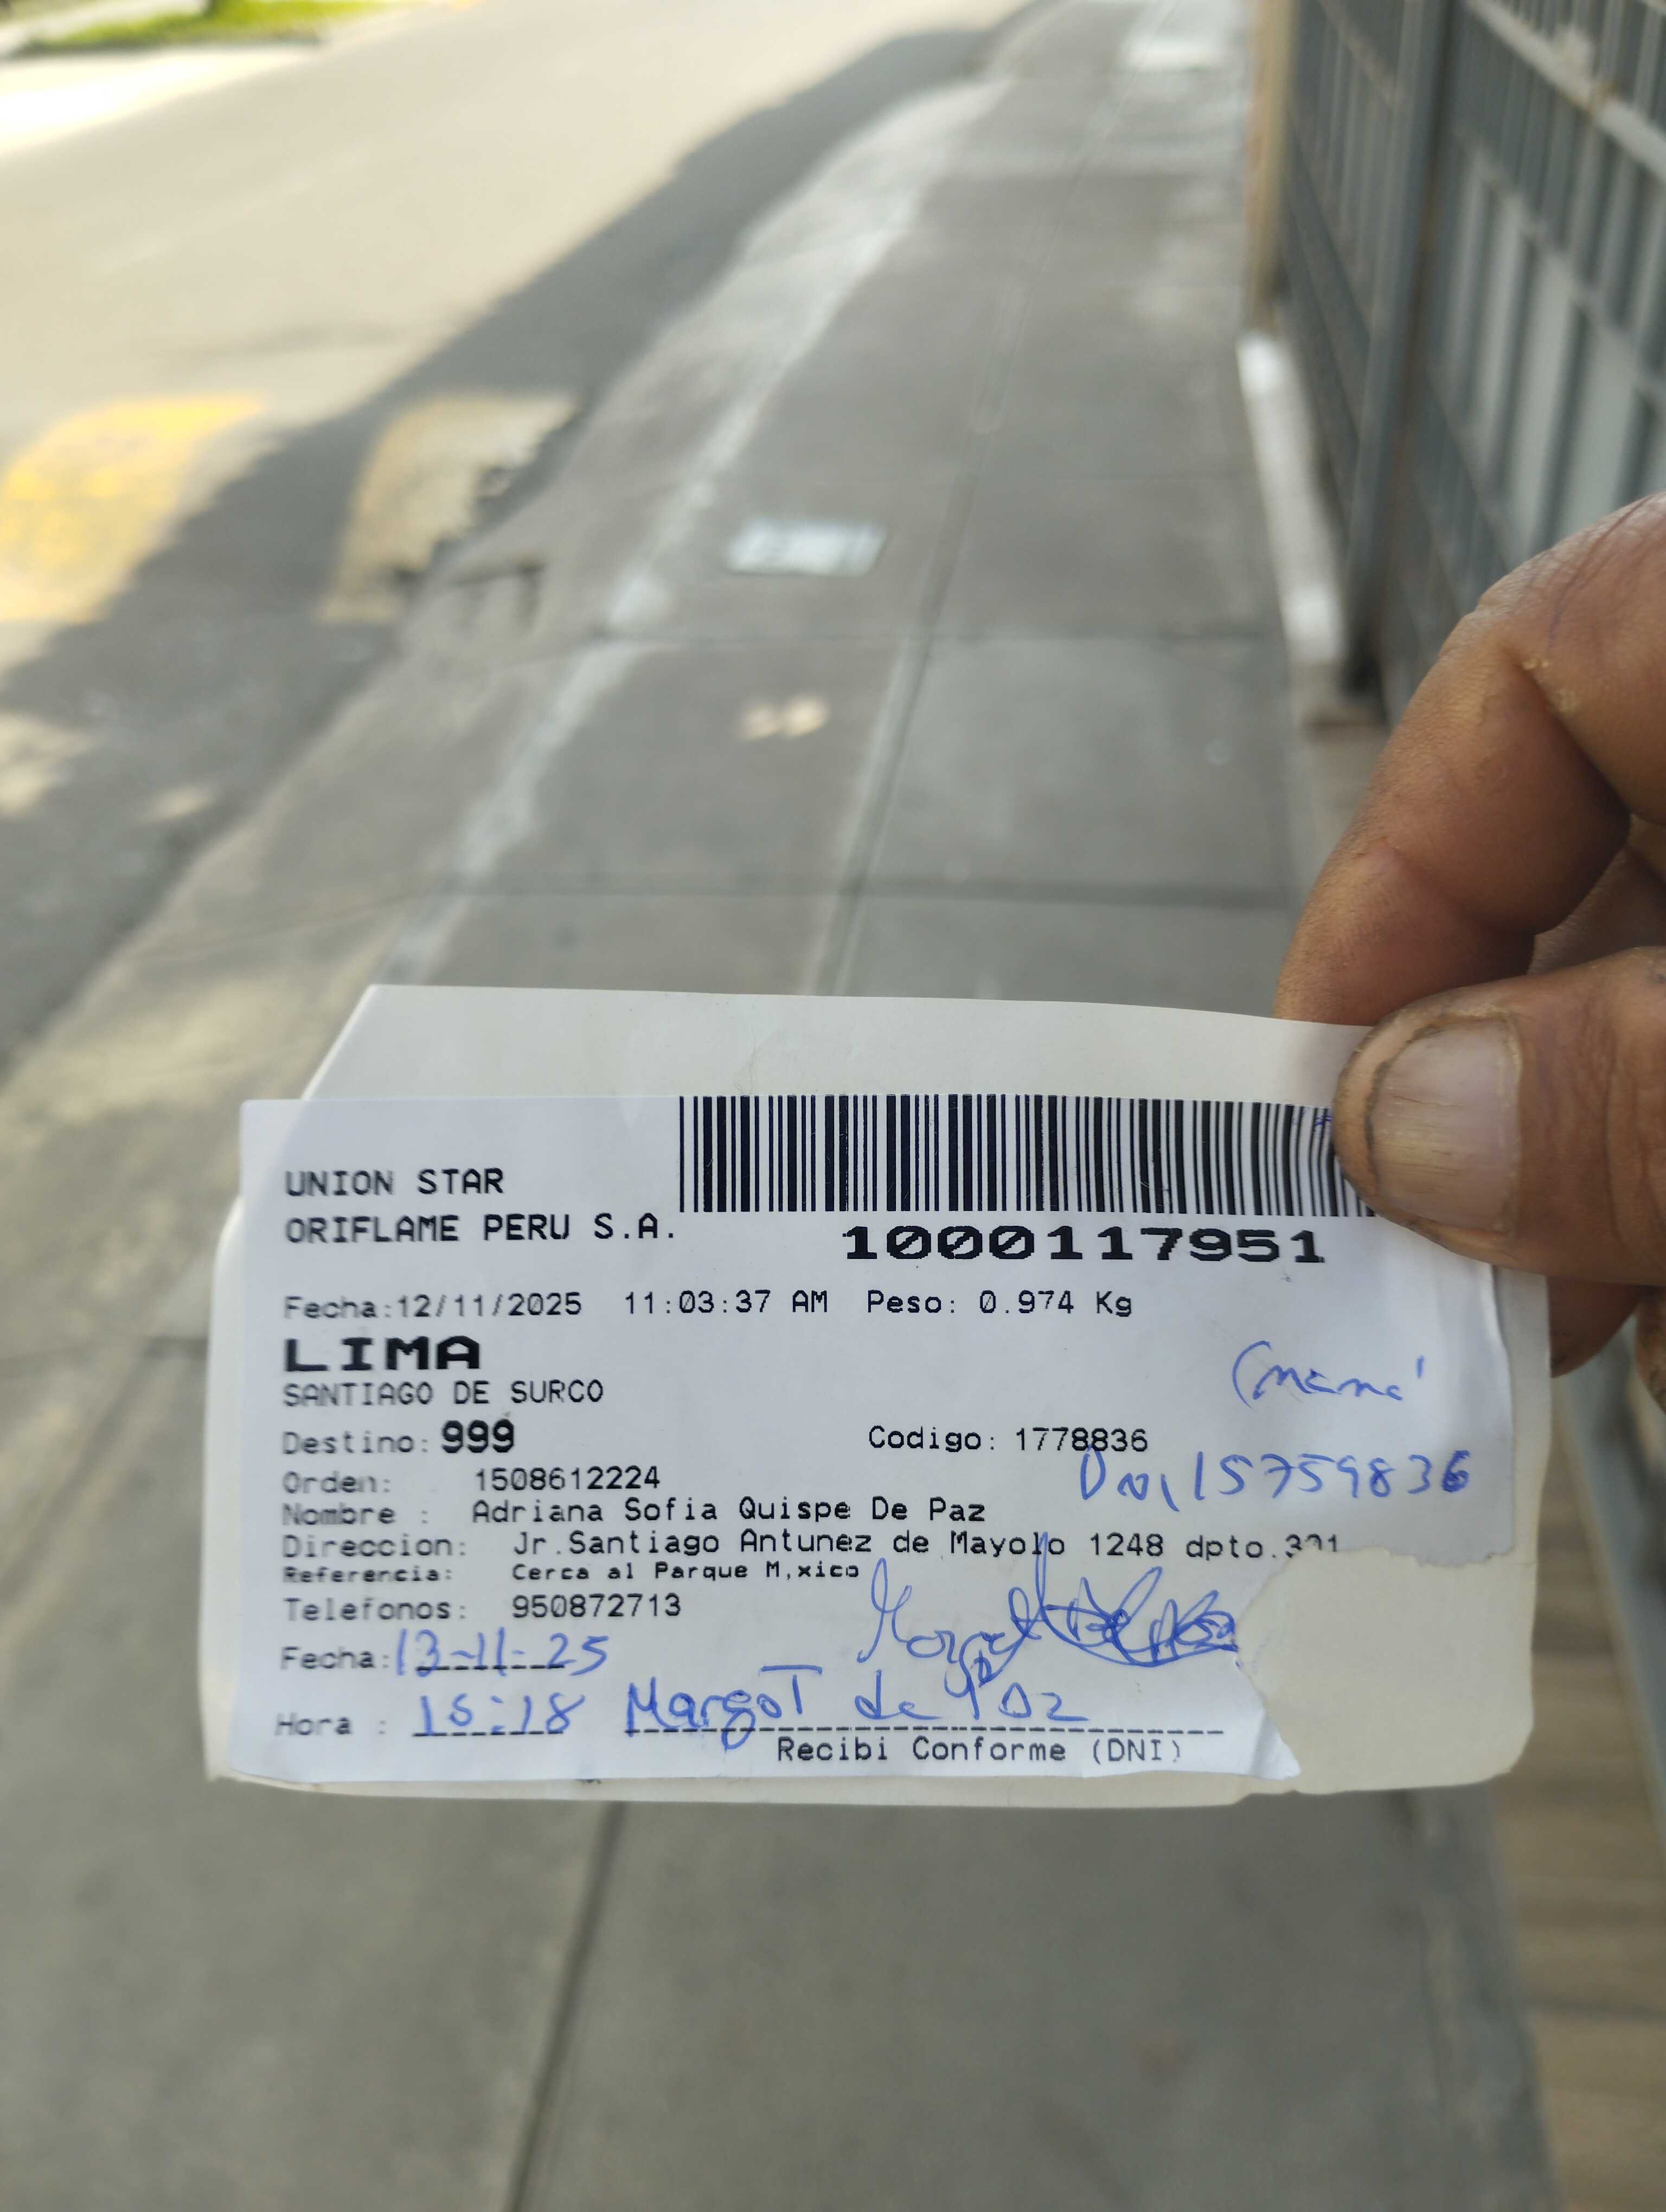 UNION STAR
ORIFLAME PERU S.A.
1000117951
Fecha:12/11/2025 11:03:37 AM Peso: 0.974 Kg
LIMA
(mamá
SANTIAGO DE SURCO
Destino: 999 Codigo: 1778836
Dni 15759836
Orden: 1508612224
Nombre : Adriana Sofia Quispe De Paz
Direccion: Jr.Santiago Antunez de Mayolo 1248 dpto.301
Referencia: Cerca al Parque M,xico
Telefonos: 950872713
Fecha: 13-11-25
Hora : 15:18 Margot de Paz
Recibi Conforme (DNI)